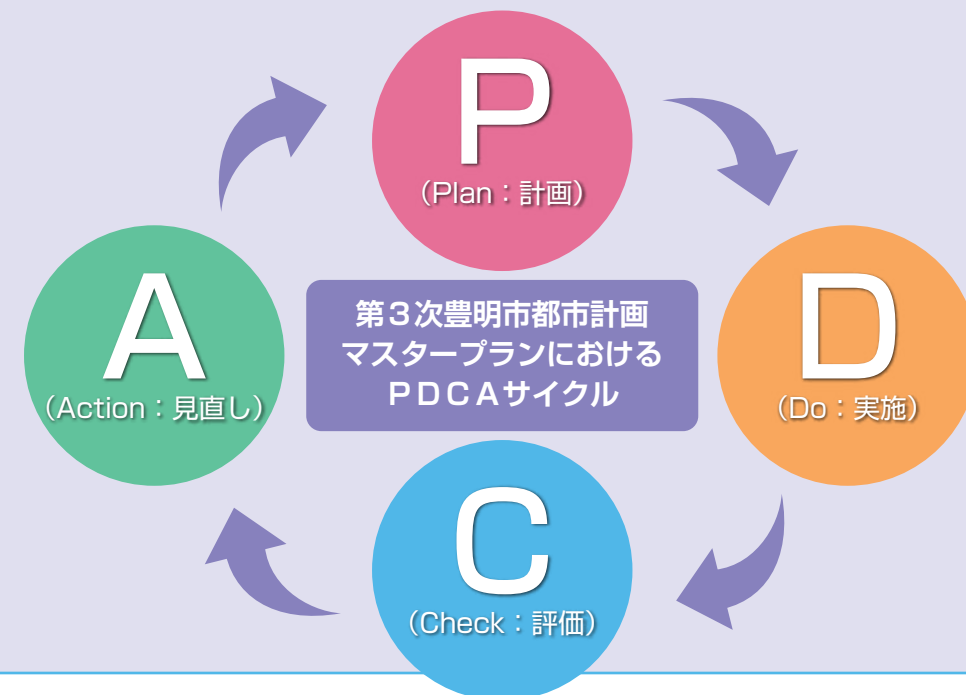 P
(Plan：計画)
A
(Action：見直し)
第3次豊明市都市計画
マスタープランにおける
PDCAサイクル
D
(Do：実施)
C
(Check：評価)